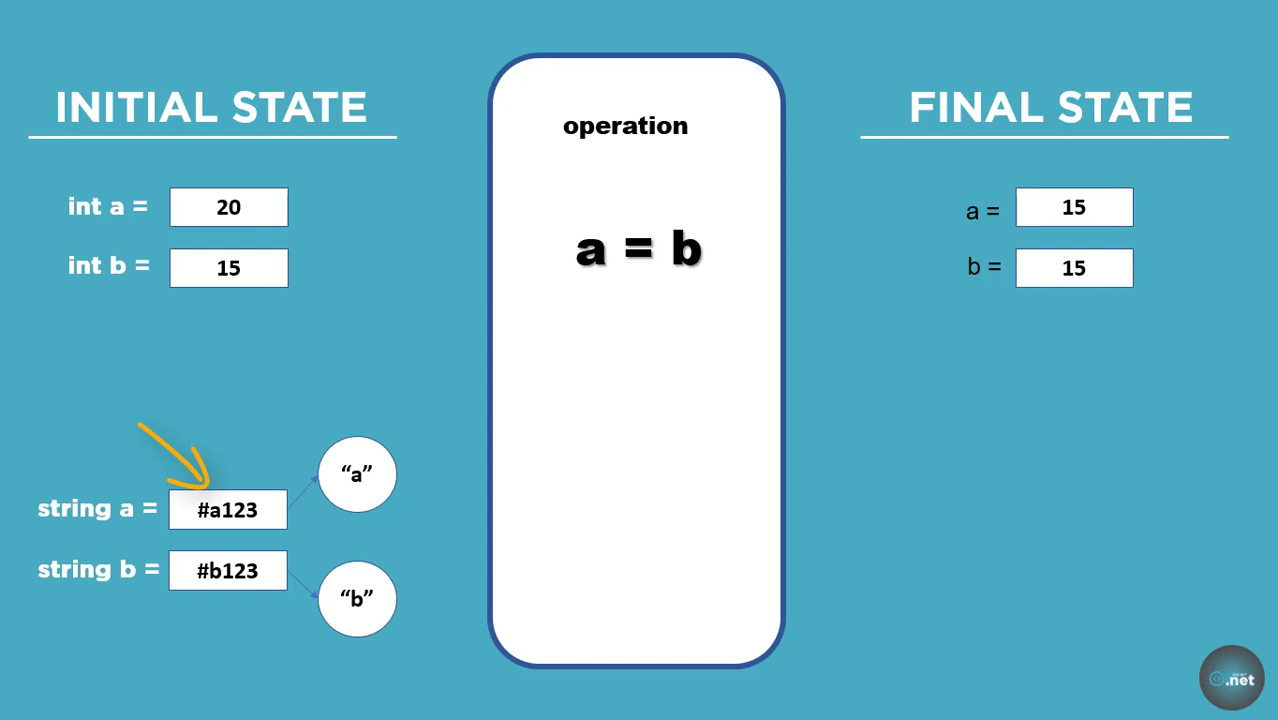 INITIAL STATE
int a = 20
int b = 15
string a = #a123 “a”
string b = #b123 “b”
operation
a = b
FINAL STATE
a = 15
b = 15
.net